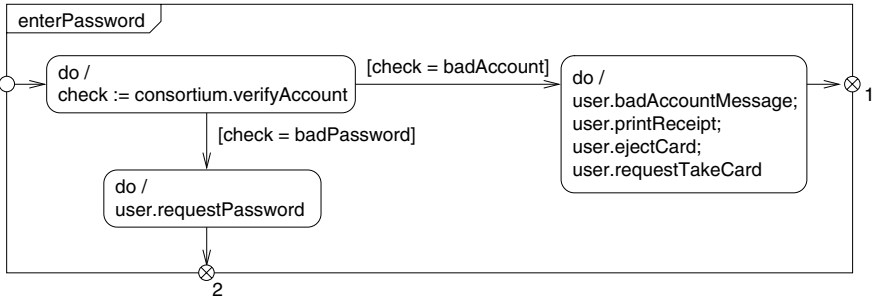 enterPassword
do /
check := consortium.verifyAccount
[check = badAccount]
do /
user.badAccountMessage;
user.printReceipt;
user.ejectCard;
user.requestTakeCard
1
[check = badPassword]
do /
user.requestPassword
2